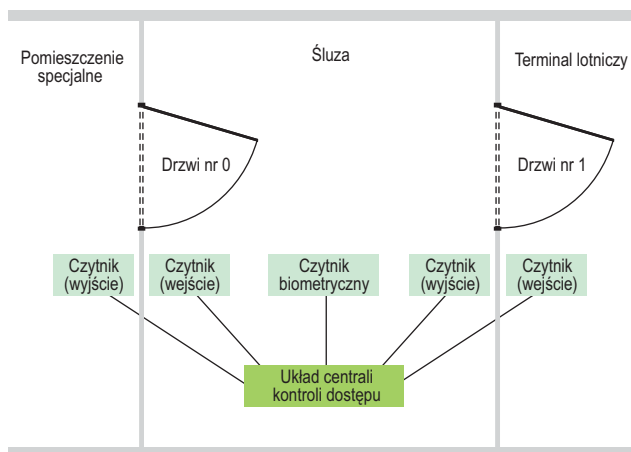 Pomieszczenie
specjalne
Śluza
Terminal lotniczy
Drzwi nr 0
Drzwi nr 1
Czytnik
(wyjście)
Czytnik
(wejście)
Czytnik
biometryczny
Czytnik
(wyjście)
Czytnik
(wejście)
Układ centrali
kontroli dostępu